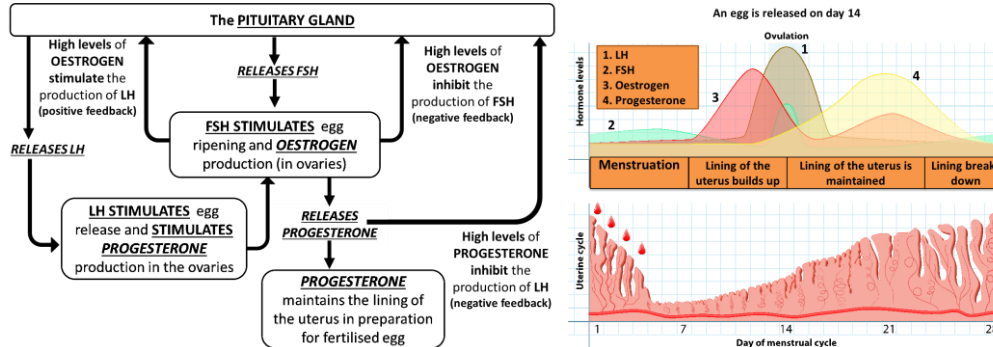 The PITUITARY GLAND
High levels of
OESTROGEN
stimulate the
production of LH
(positive feedback)
RELEASES FSH
High levels of
OESTROGEN
inhibit the
production of FSH
(negative feedback)
RELEASES LH
FSH STIMULATES egg
ripening and OESTROGEN
production (in ovaries)
LH STIMULATES egg
release and STIMULATES
PROGESTERONE
production in the ovaries
RELEASES
PROGESTERONE
High levels of
PROGESTERONE
inhibit the
production of LH
(negative feedback)
PROGESTERONE
maintains the lining of
the uterus in preparation
for fertilised egg
An egg is released on day 14
Ovulation
1. LH
2. FSH
3. Oestrogen
4. Progesterone
1
2
3
4
Hormone levels
Menstruation
Lining of the
uterus builds up
Lining of the uterus is
maintained
Lining break
down
Uterine cycle
1 7 14 21 28
Day of menstrual cycle